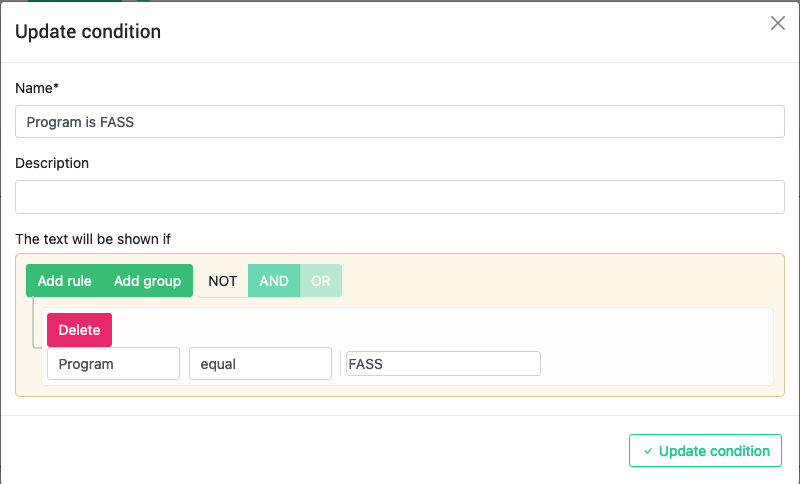 Update condition
Name*
Program is FASS
Description
The text will be shown if
Add rule Add group NOT AND OR
Delete
Program equal FASS
Update condition